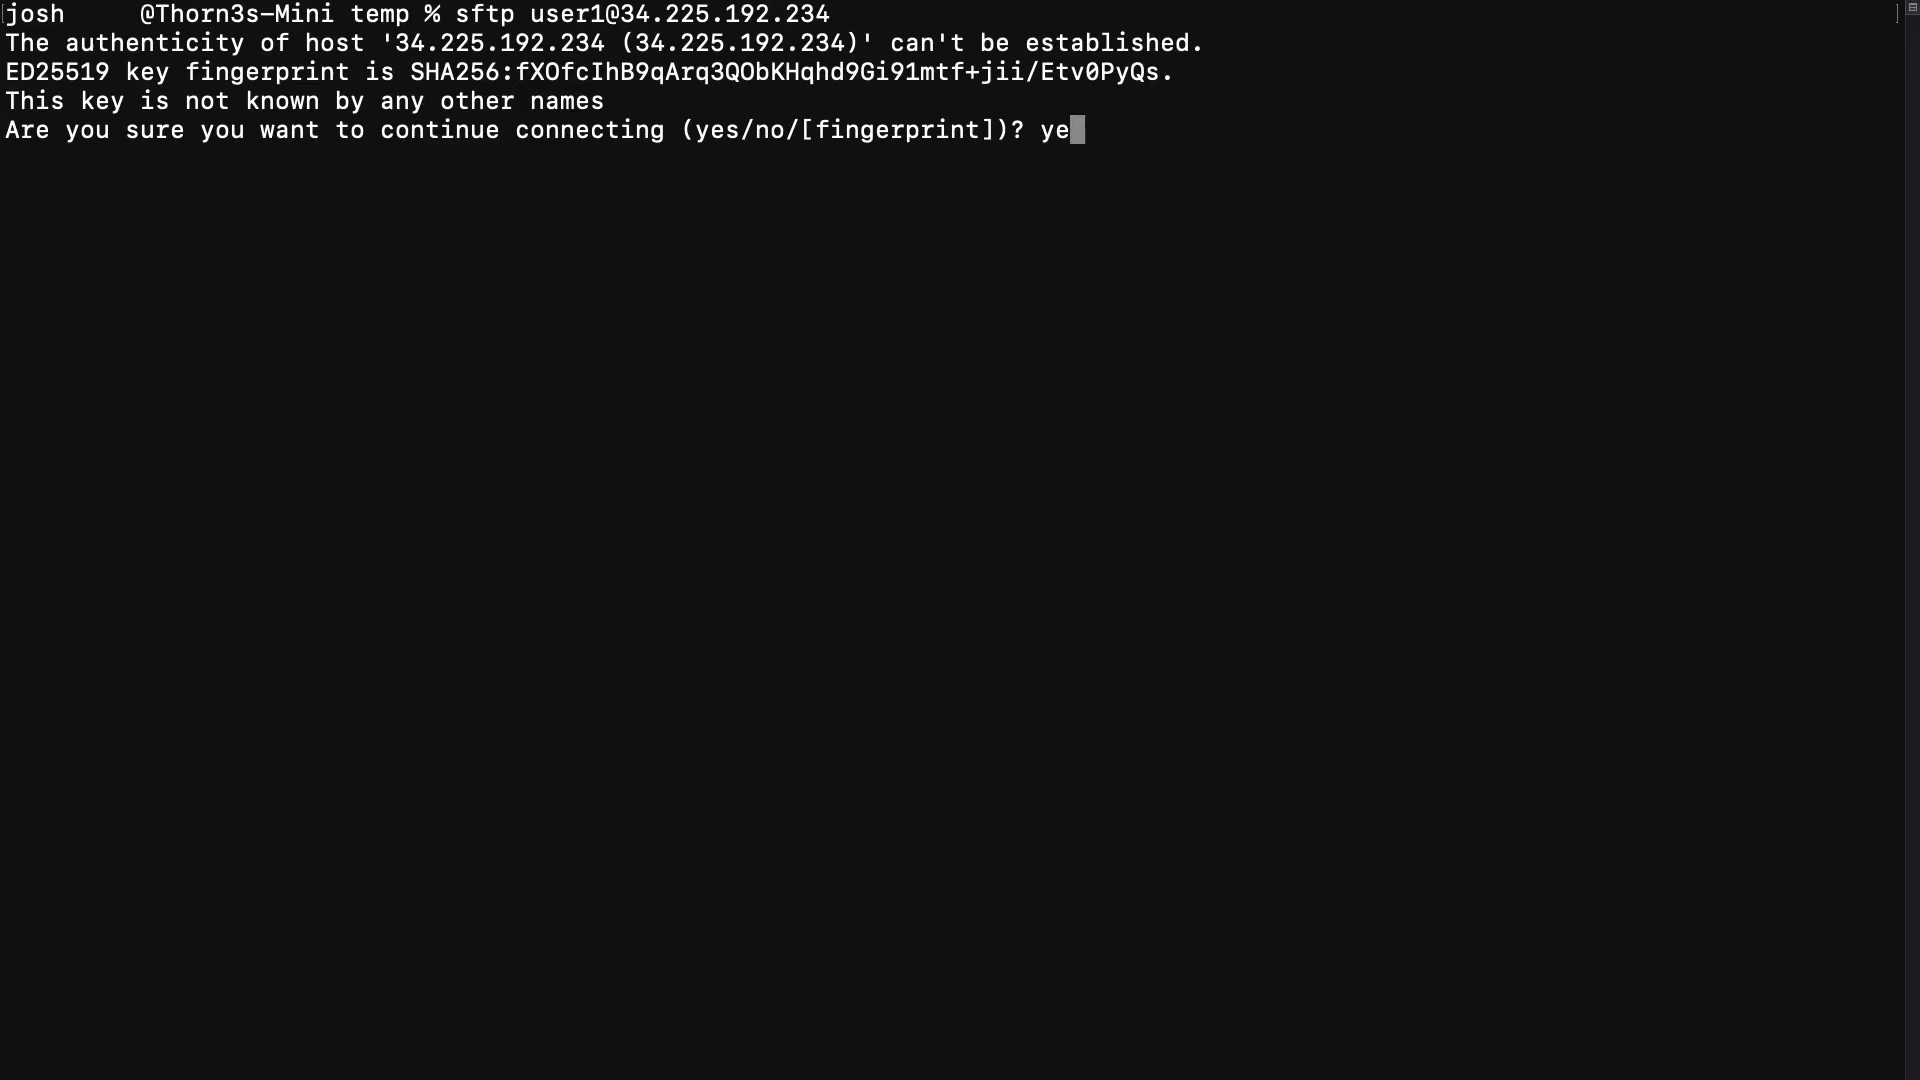 josh     @Thorn3s-Mini temp % sftp user1@34.225.192.234
The authenticity of host '34.225.192.234 (34.225.192.234)' can't be established.
ED25519 key fingerprint is SHA256:fXOfcIhB9qArq3QObKHqhd9Gi91mtf+jii/Etv0PyQs.
This key is not known by any other names
Are you sure you want to continue connecting (yes/no/[fingerprint])? ye